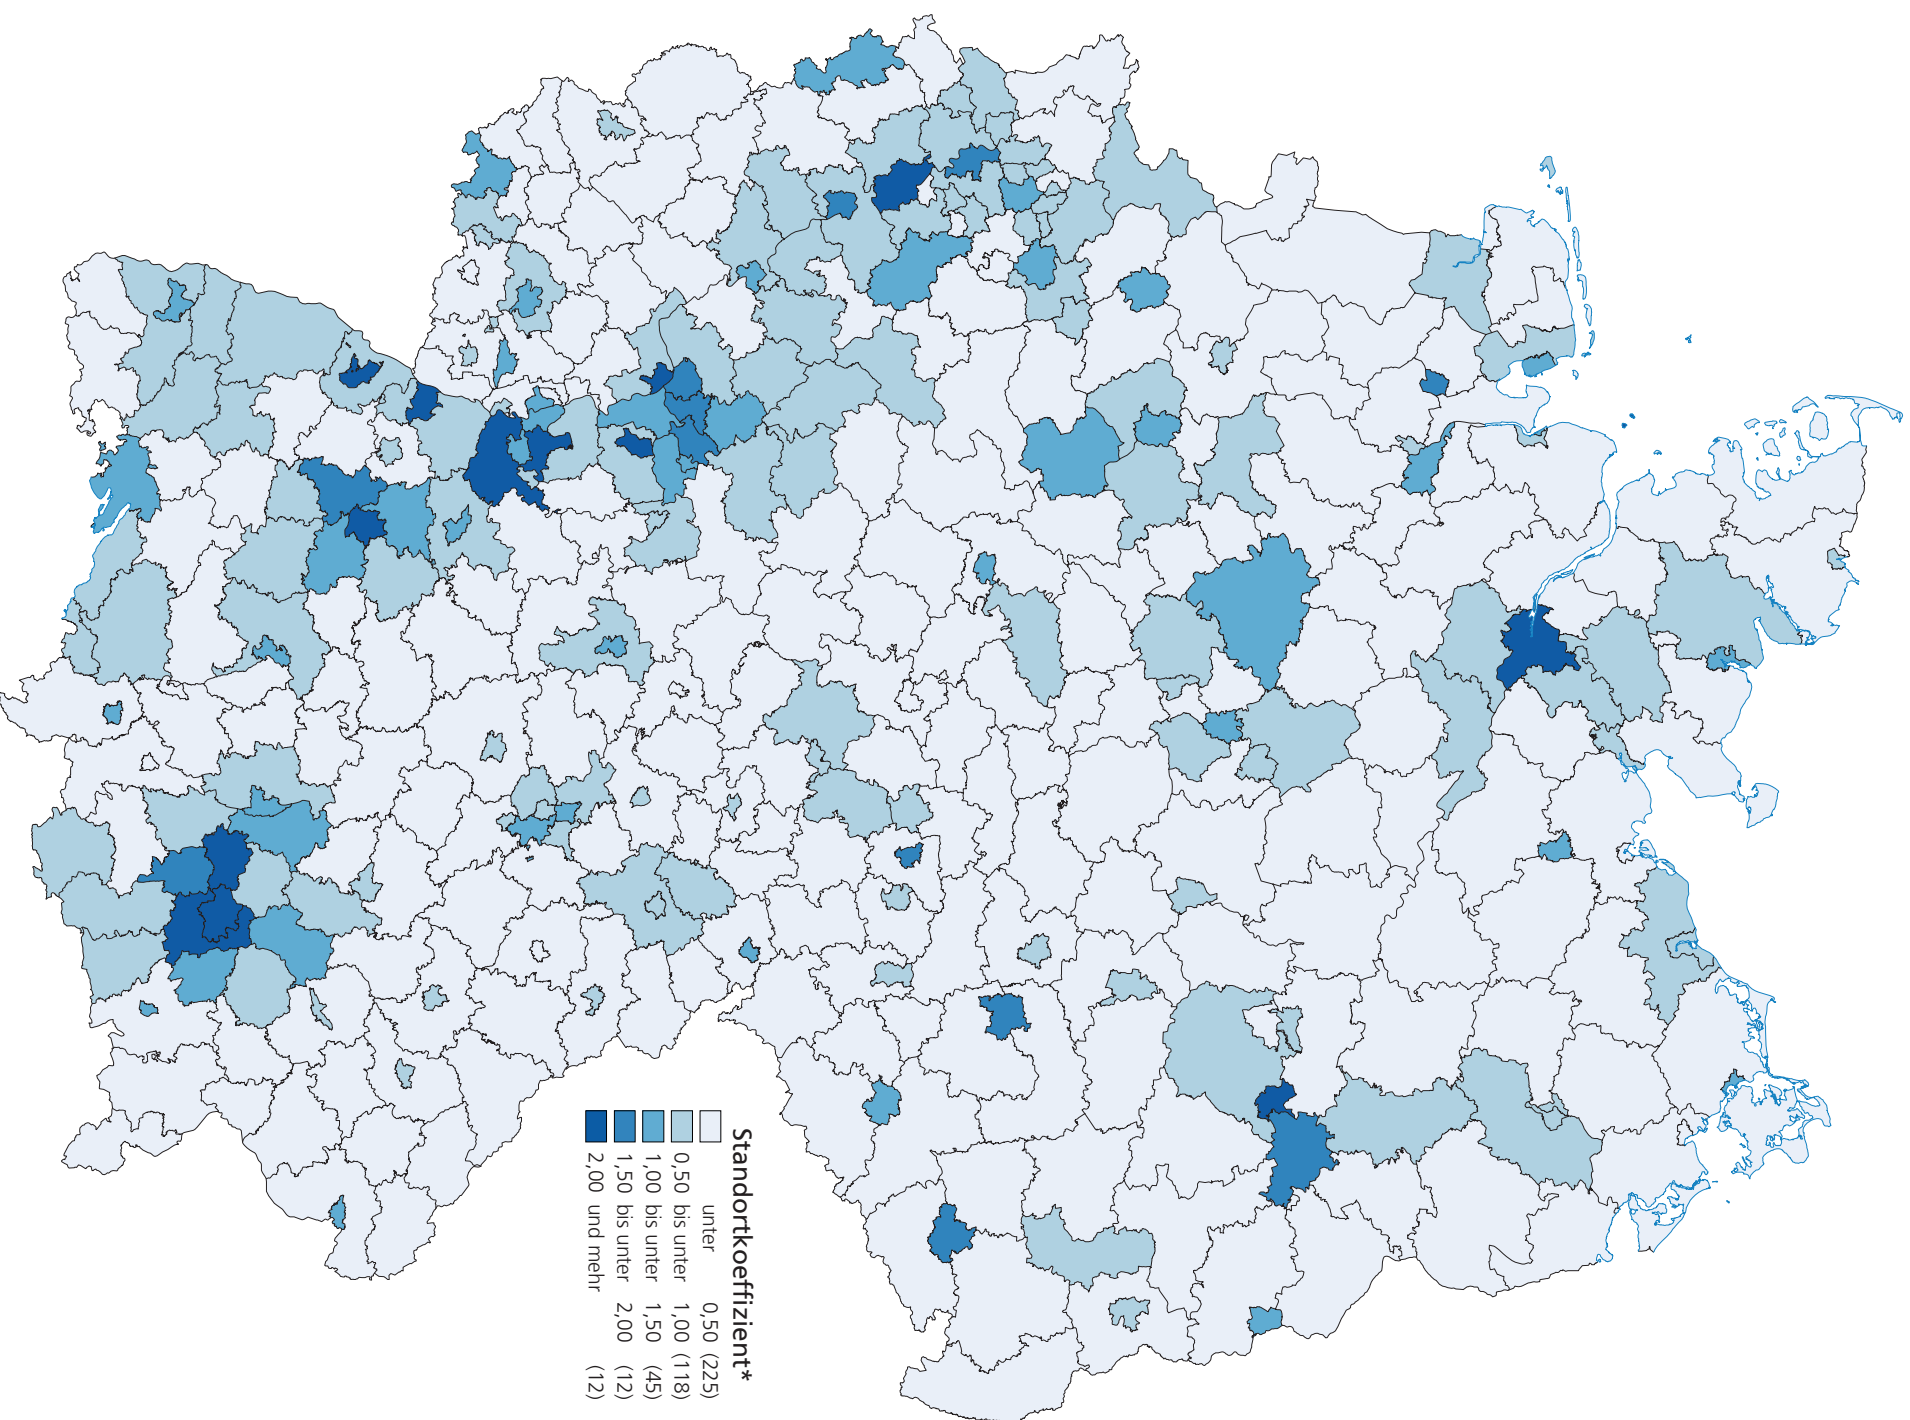 Standortkoeffizient*
unter 0,50 (225)
0,50 bis unter 1,00 (118)
1,00 bis unter 1,50 (45)
1,50 bis unter 2,00 (12)
2,00 und mehr (12)